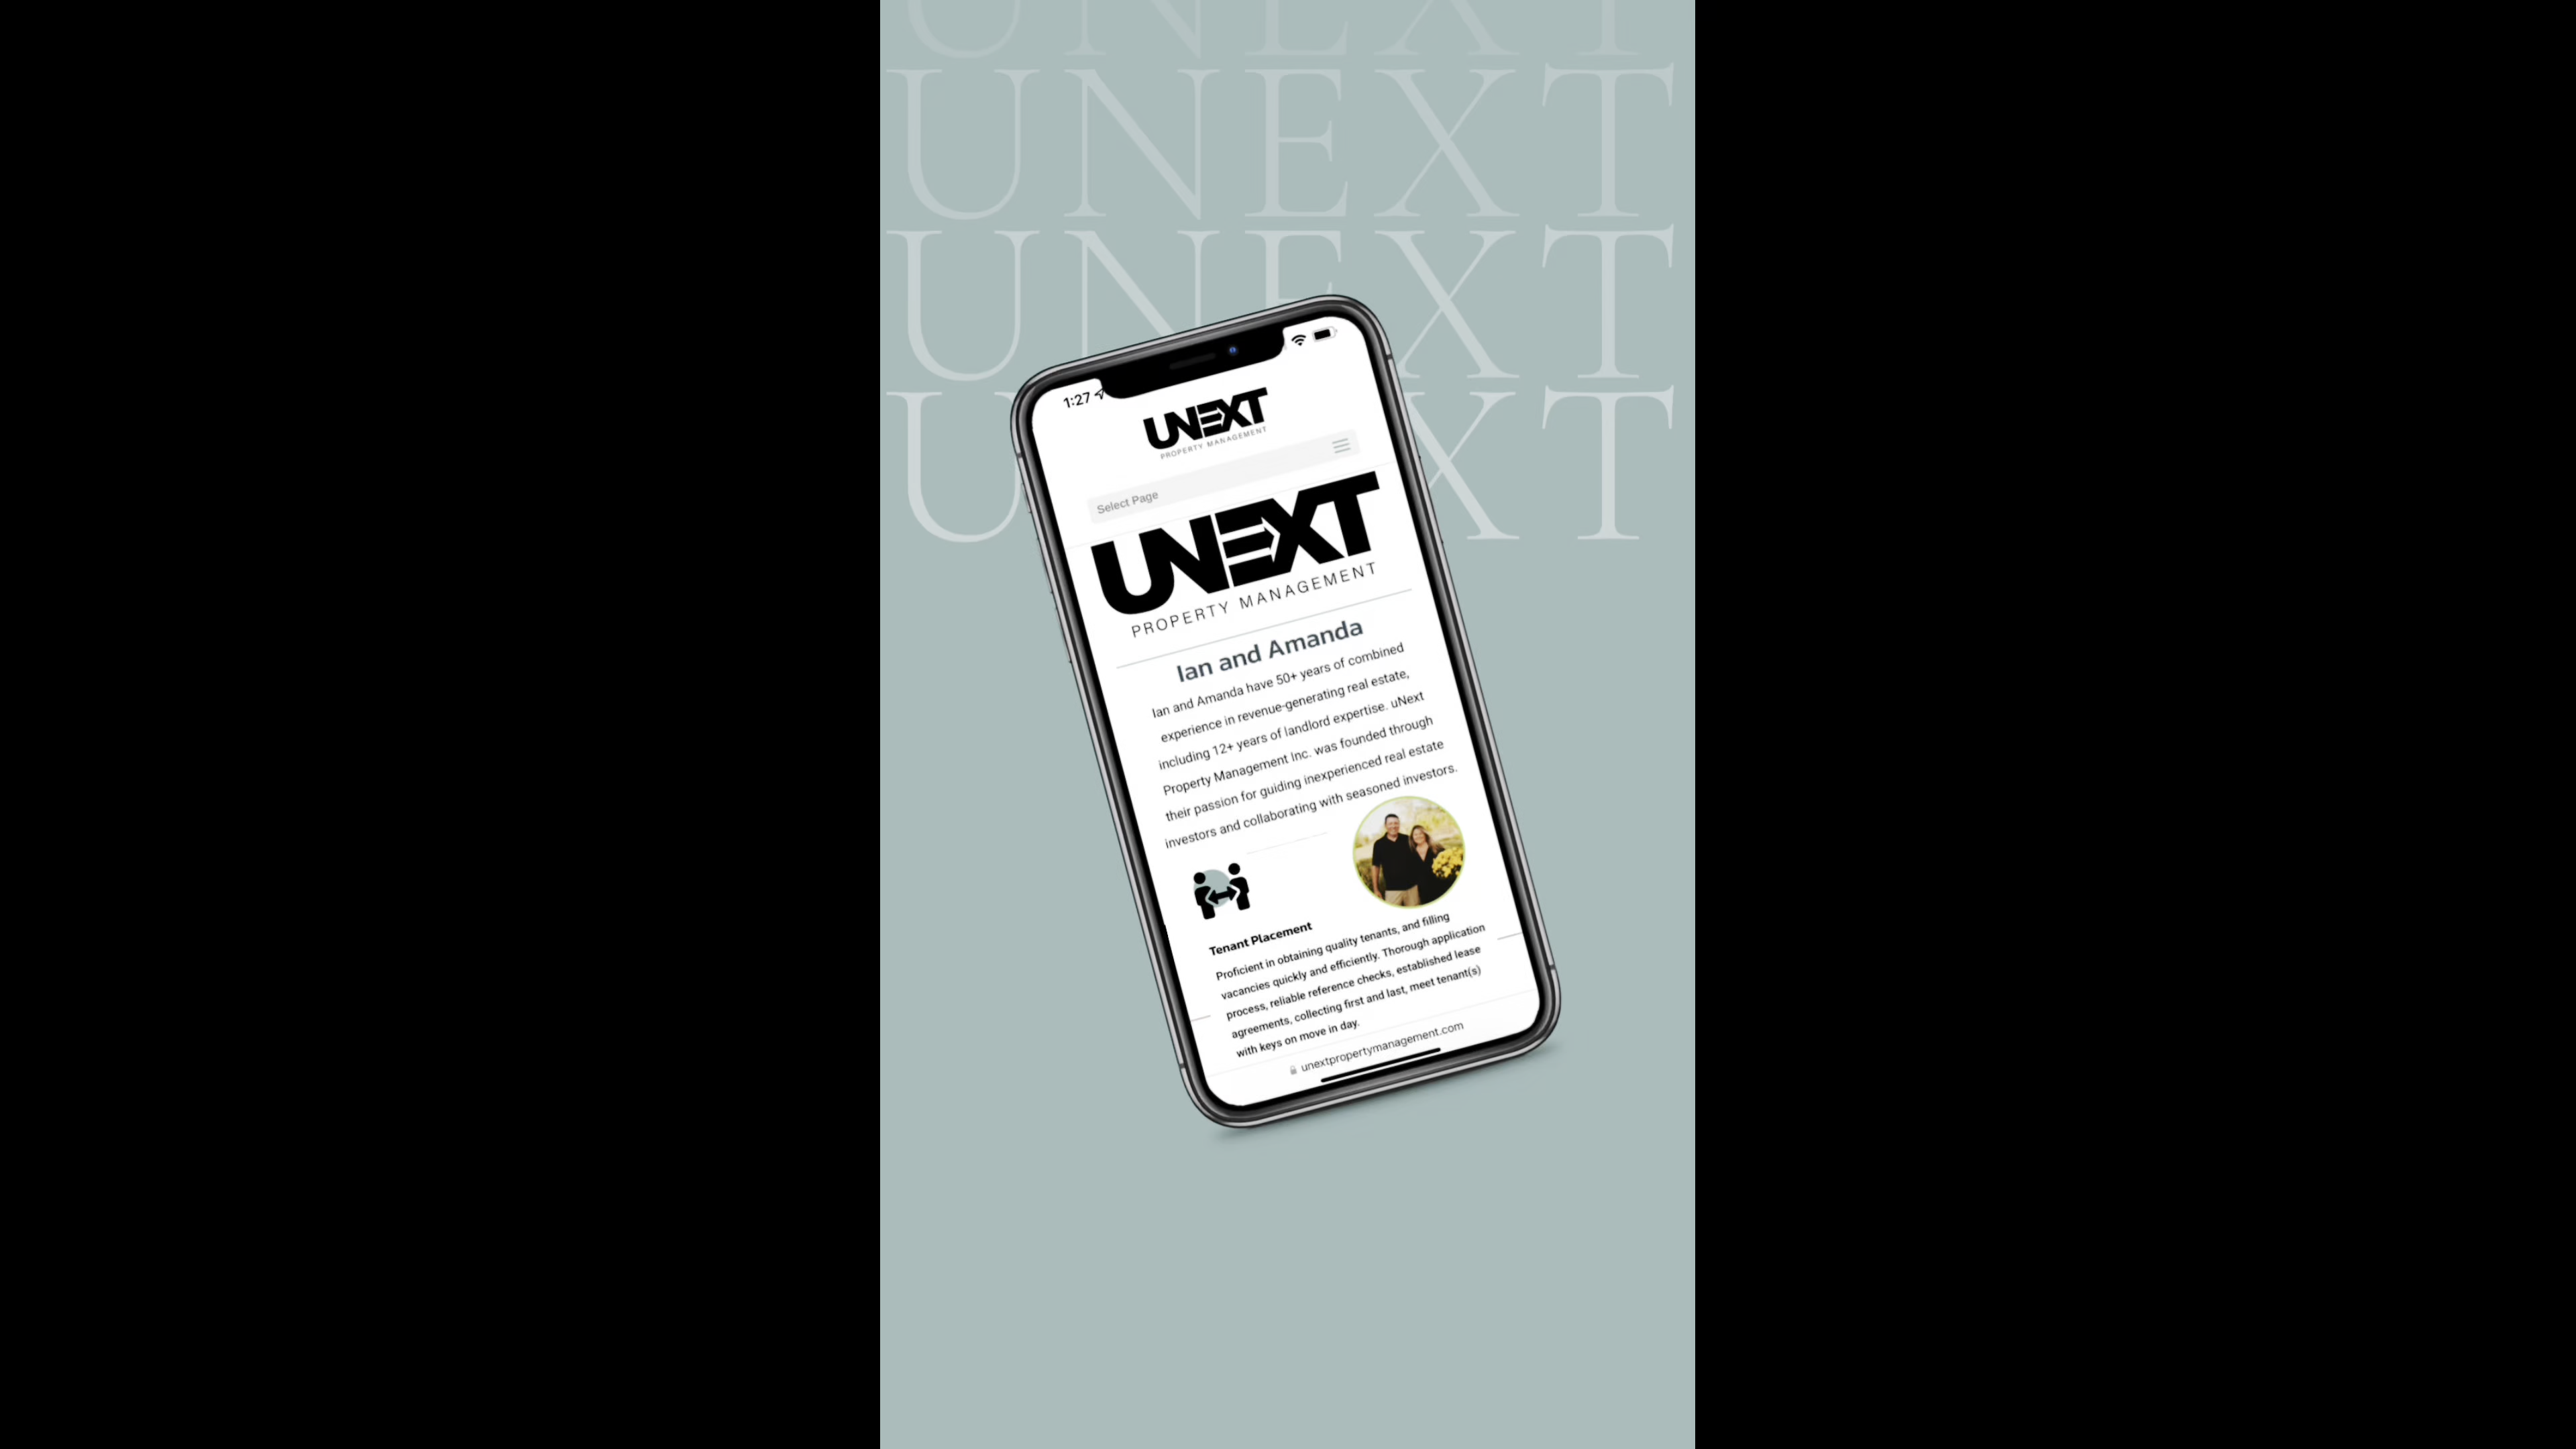 UNEXT
UNEXT
UNEXT
UNEXT
1:27
UNEXT
PROPERTY MANAGEMENT
Select Page
UNEXT
PROPERTY MANAGEMENT
Ian and Amanda
Ian and Amanda have 50+ years of combined
experience in revenue-generating real estate,
including 12+ years of landlord expertise. uNext
Property Management Inc. was founded through
their passion for guiding inexperienced real estate
investors and collaborating with seasoned investors.
Tenant Placement
Proficient in obtaining quality tenants, and filling
vacancies quickly and efficiently. Thorough application
process, reliable reference checks, established lease
agreements, collecting first and last, meet tenant(s)
with keys on move in day.
unextpropertymanagement.com